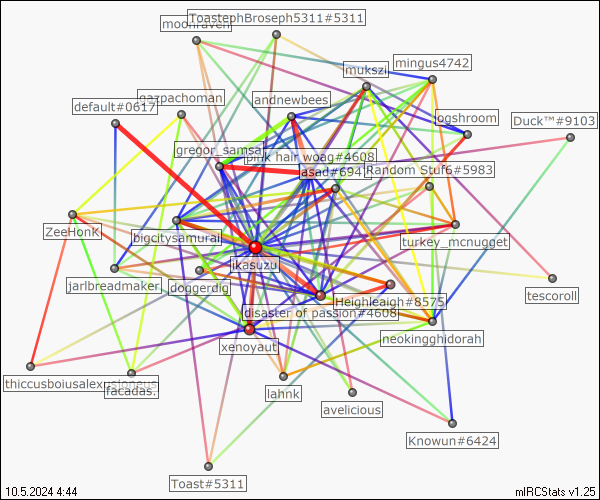 ToastephBroseph5311#5311
moonraven
mingus4742
mukszi
gazpachoman
andnewbees
default#0617
jogshroom
Duck™#9103
gregor_samsa
pink hair woag#4608
asad#694
Random Stuf6#5983
ZeeHonK
bigcitysamurai
turkey_mcnugget
ikasuzu
jarlbreadmaker
doggerdig
tescoroll
Heighleaigh#8575
disaster of passion#4608
neokingghidorah
xenoyaut
thiccusboiusalex
facadas.
lahnk
avelicious
Knowun#6424
Toast#5311
10.5.2024 4:44
mIRCStats v1.25